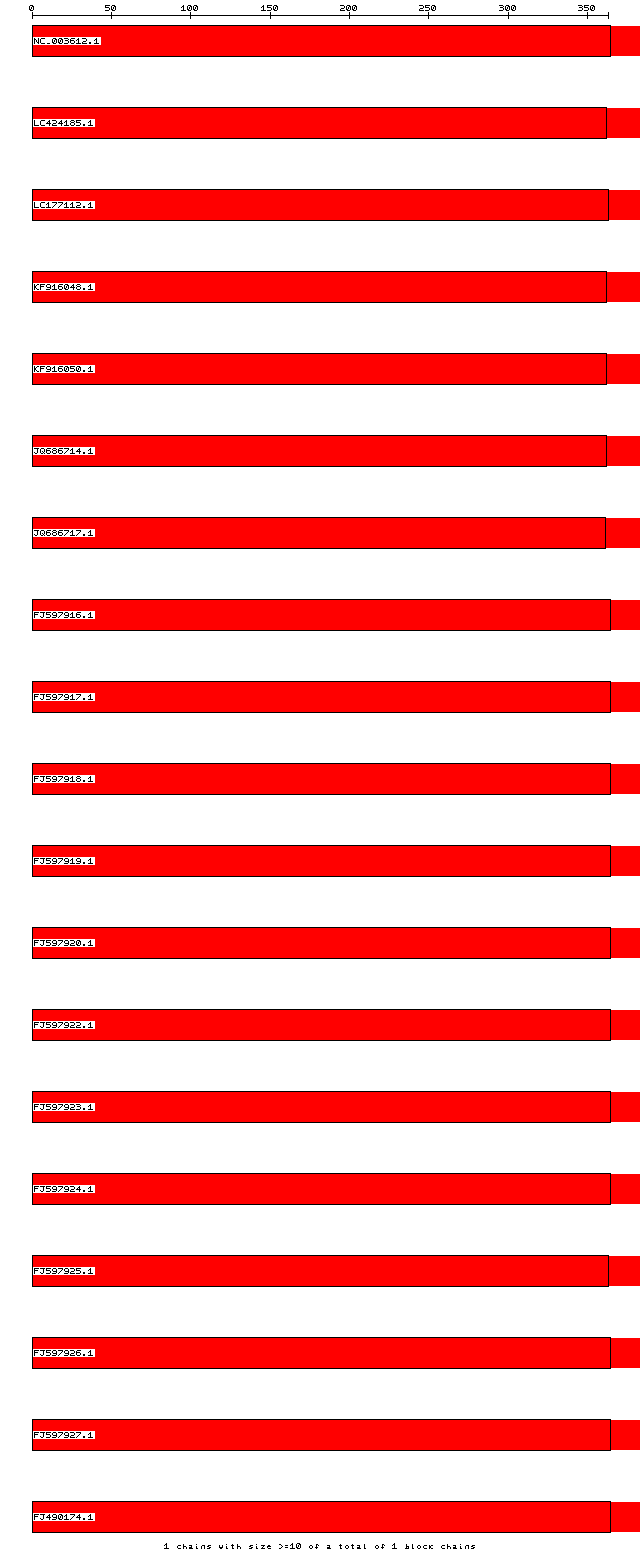 0 50 100 150 200 250 300 350
NC_003612.1
LC424185.1
LC177112.1
KF916048.1
KF916050.1
JQ686714.1
JQ686717.1
FJ597916.1
FJ597917.1
FJ597918.1
FJ597919.1
FJ597920.1
FJ597922.1
FJ597923.1
FJ597924.1
FJ597925.1
FJ597926.1
FJ597927.1
FJ490174.1
1 chains with size >=10 of a total of 1 block chains